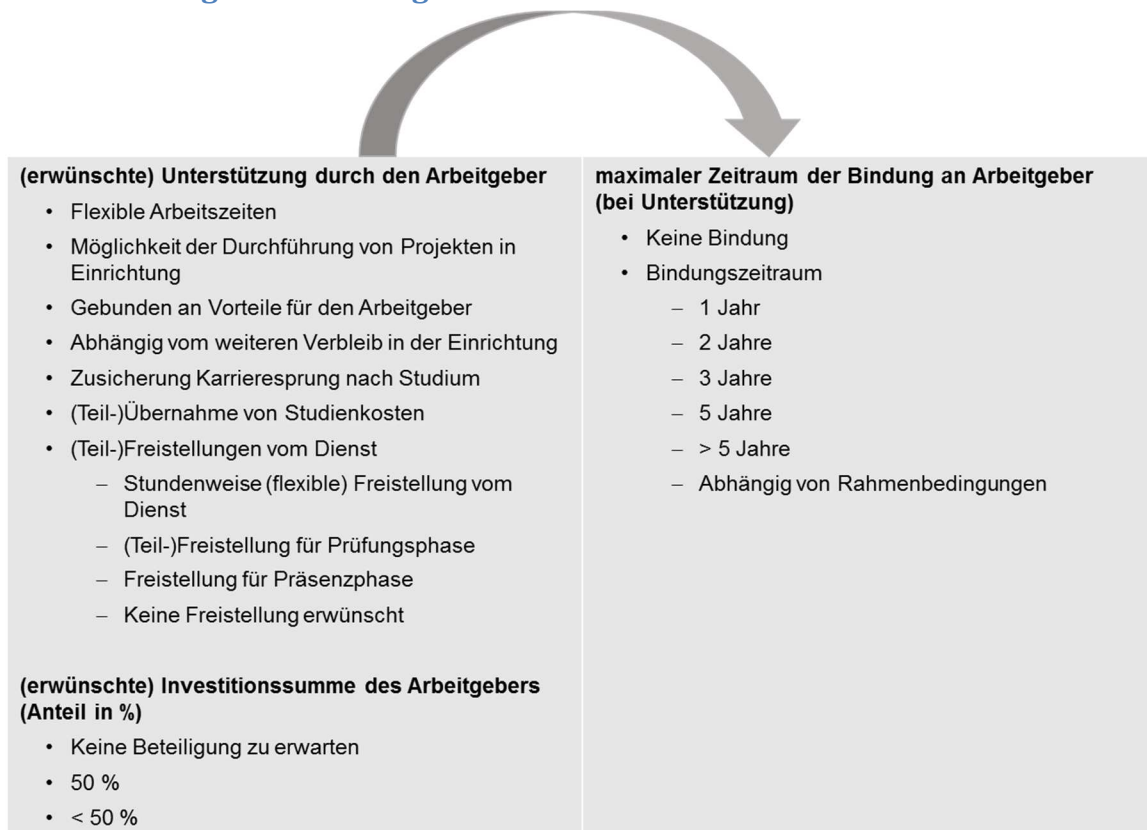 (erwünschte) Unterstützung durch den Arbeitgeber
• Flexible Arbeitszeiten
• Möglichkeit der Durchführung von Projekten in
Einrichtung
• Gebunden an Vorteile für den Arbeitgeber
• Abhängig vom weiteren Verbleib in der Einrichtung
• Zusicherung Karrieresprung nach Studium
• (Teil-)Übernahme von Studienkosten
• (Teil-)Freistellungen vom Dienst
– Stundenweise (flexible) Freistellung vom
Dienst
– (Teil-)Freistellung für Prüfungsphase
– Freistellung für Präsenzphase
– Keine Freistellung erwünscht
(erwünschte) Investitionssumme des Arbeitgebers
(Anteil in %)
• Keine Beteiligung zu erwarten
• 50 %
• < 50 %
maximaler Zeitraum der Bindung an Arbeitgeber
(bei Unterstützung)
• Keine Bindung
• Bindungszeitraum
– 1 Jahr
– 2 Jahre
– 3 Jahre
– 5 Jahre
– > 5 Jahre
– Abhängig von Rahmenbedingungen